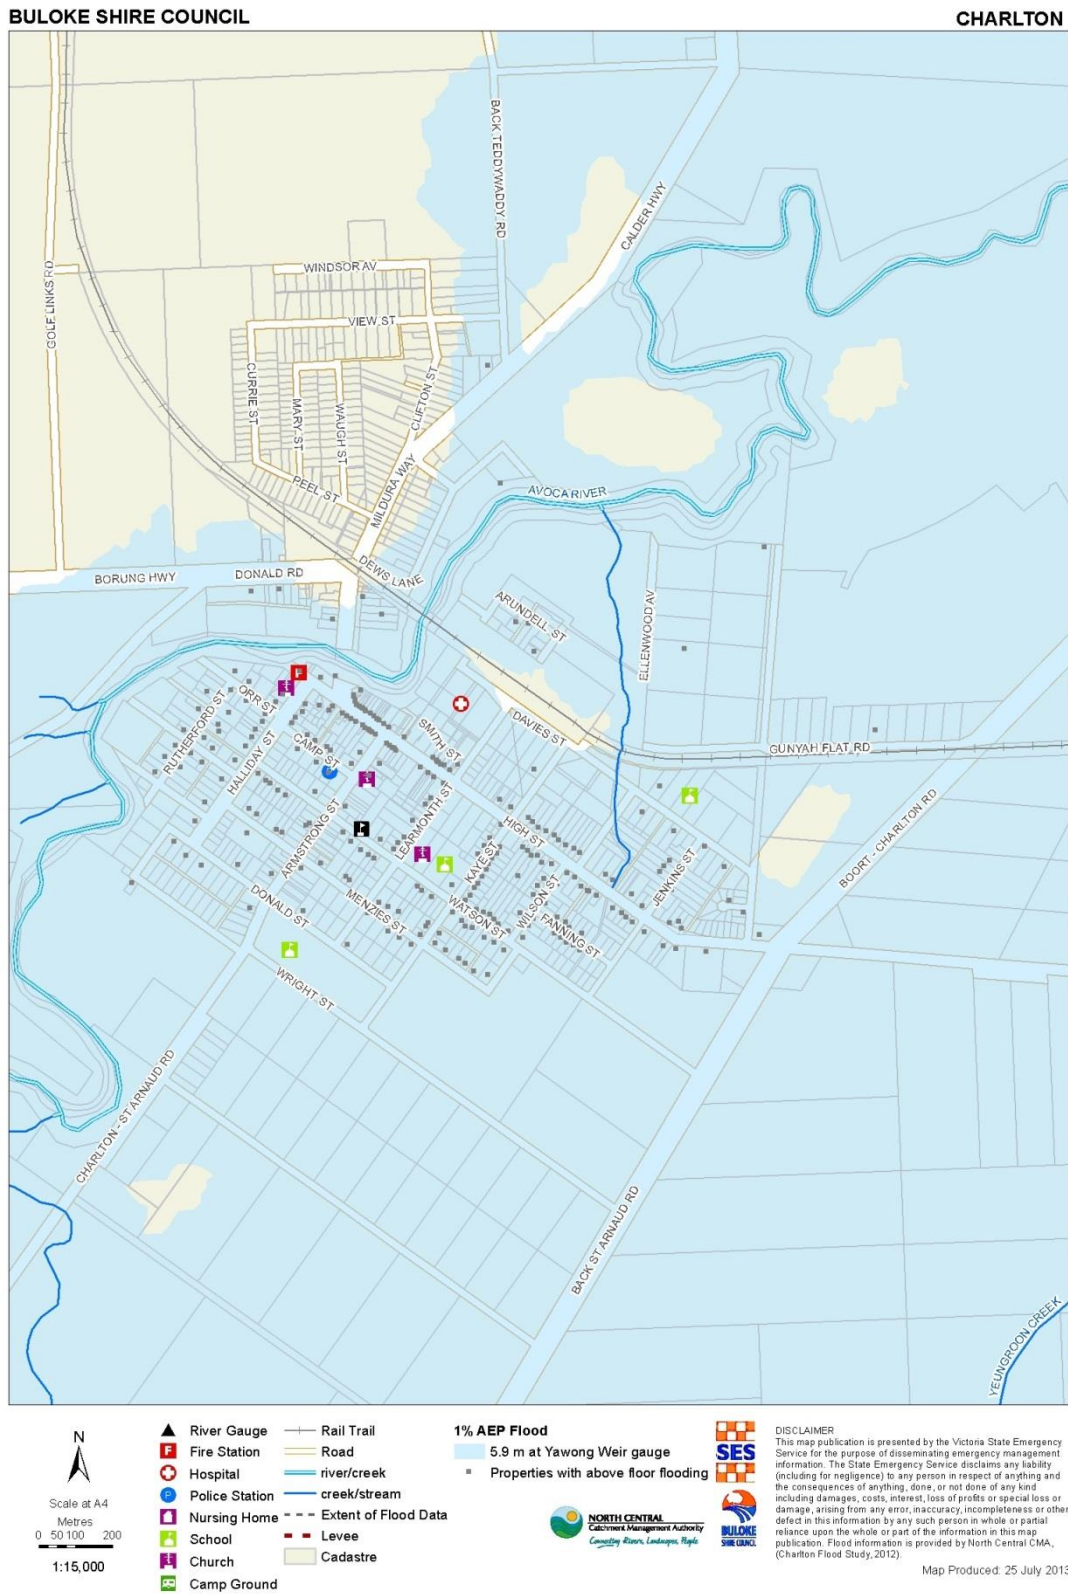 BULOKE SHIRE COUNCIL
CHARLTON
BACK TEDDYWADDY RD
CALDER HWY
GOLF LINKS RD
WINDSOR AV
VIEW ST
CURRIE ST
MARY ST
WAUGH ST
CLIFTON ST
PEEL ST
MILDURA WAY
AVOCA RIVER
DEWS LANE
BORUNG HWY
DONALD RD
ARUNDELL ST
ELLENWOOD AV
ORR ST
RUTHERFORD ST
HALLIDAY ST
CAMP ST
SMITH ST
DAVIES ST
GUNYAH FLAT RD
ARMSTRONG ST
LEARMONTH ST
HIGH ST
KAYE ST
JENKINS ST
BOORT - CHARLTON RD
DONALD ST
MENZIES ST
WATSON ST
WILSON ST
FANNING ST
WRIGHT ST
CHARLTON - ST ARNAUD RD
BACK ST ARNAUD RD
YEUNGROON CREEK
N
Scale at A4
Metres
0 50 100 200
1:15,000
River Gauge
F Fire Station
Hospital
P Police Station
Nursing Home
School
Church
Camp Ground
Rail Trail
Road
river/creek
creek/stream
Extent of Flood Data
Levee
Cadastre
1% AEP Flood
5.9 m at Yawong Weir gauge
Properties with above floor flooding
NORTH CENTRAL
Catchment Management Authority
Connecting Rivers, Landscapes, People
SES
BULOKE
SHIRE COUNCIL
DISCLAIMER
This map publication is presented by the Victoria State Emergency
Service for the purpose of disseminating emergency management
information. The State Emergency Service disclaims any liability
(including for negligence) to any person in respect of anything and
the consequences of anything, done, or not done of any kind
including damages, costs, interest, loss of profits or special loss or
damage, arising from any error, inaccuracy, incompleteness or other
defect in this information by any such person in whole or partial
reliance upon the whole or part of the information in this map
publication. Flood information is provided by North Central CMA,
(Charlton Flood Study, 2012).
Map Produced: 25 July 2013